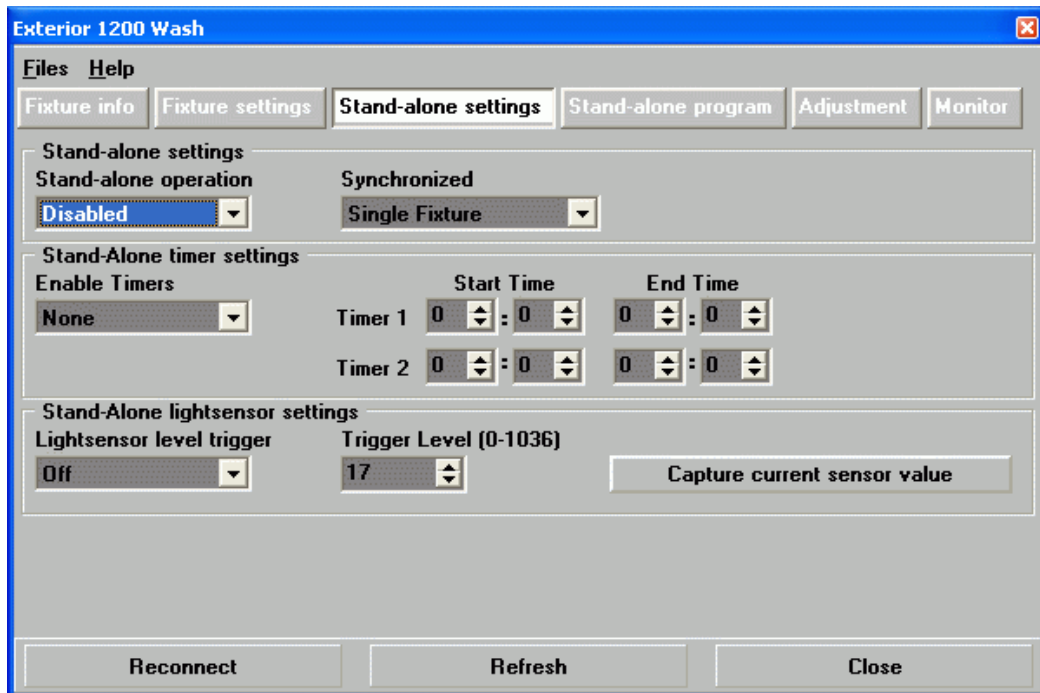 Exterior 1200 Wash
Files Help
Fixture info Fixture settings Stand-alone settings Stand-alone program Adjustment Monitor
Stand-alone settings
Stand-alone operation Synchronized
Disabled Single Fixture
Stand-Alone timer settings
Enable Timers Start Time End Time
None Timer 1 0 : 0 0 : 0
Timer 2 0 : 0 0 : 0
Stand-Alone lightsensor settings
Lightsensor level trigger Trigger Level (0-1036)
Off 17 Capture current sensor value
Reconnect Refresh Close